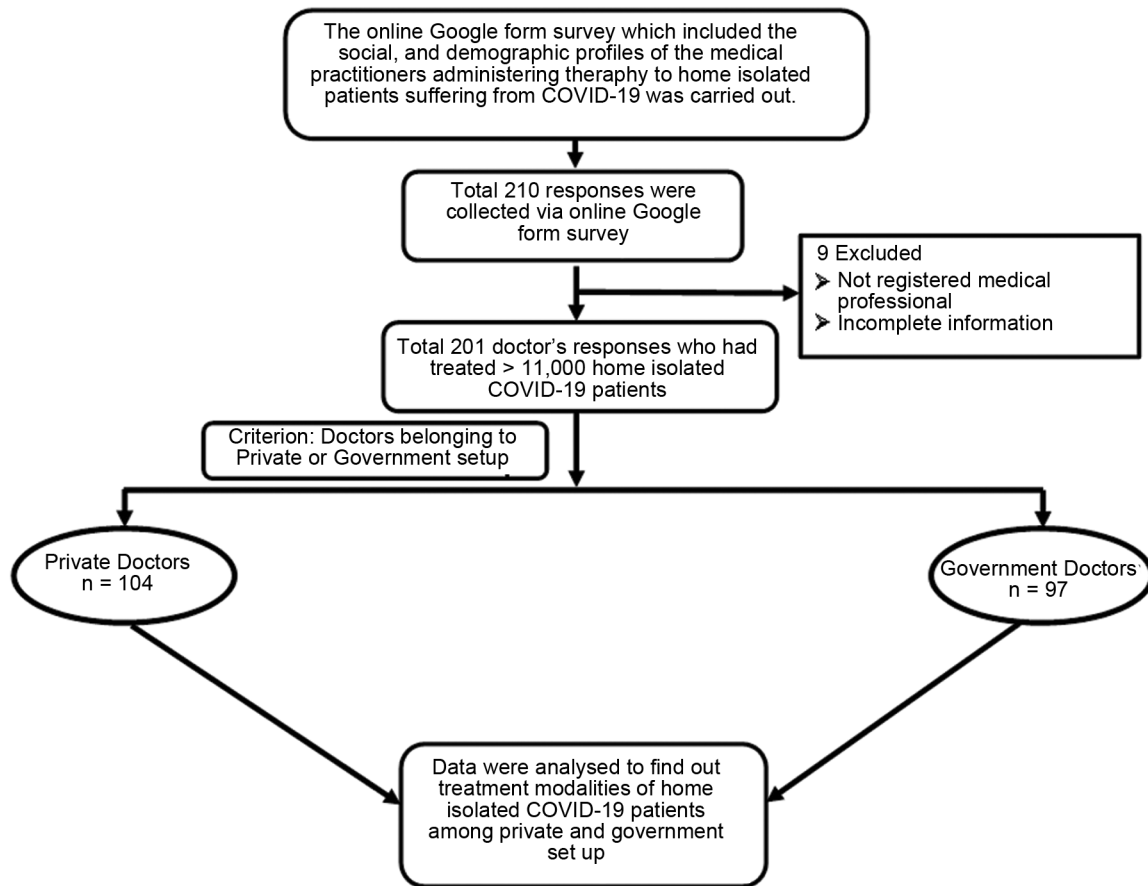 The online Google form survey which included the
social, and demographic profiles of the medical
practitioners administering theraphy to home isolated
patients suffering from COVID-19 was carried out.
Total 210 responses were
collected via online Google
form survey
9 Excluded
➢ Not registered medical
professional
➢ Incomplete information
Total 201 doctor's responses who had
treated > 11,000 home isolated
COVID-19 patients
Criterion: Doctors belonging to
Private or Government setup
Private Doctors
n = 104
Government Doctors
n = 97
Data were analysed to find out
treatment modalities of home
isolated COVID-19 patients
among private and government
set up